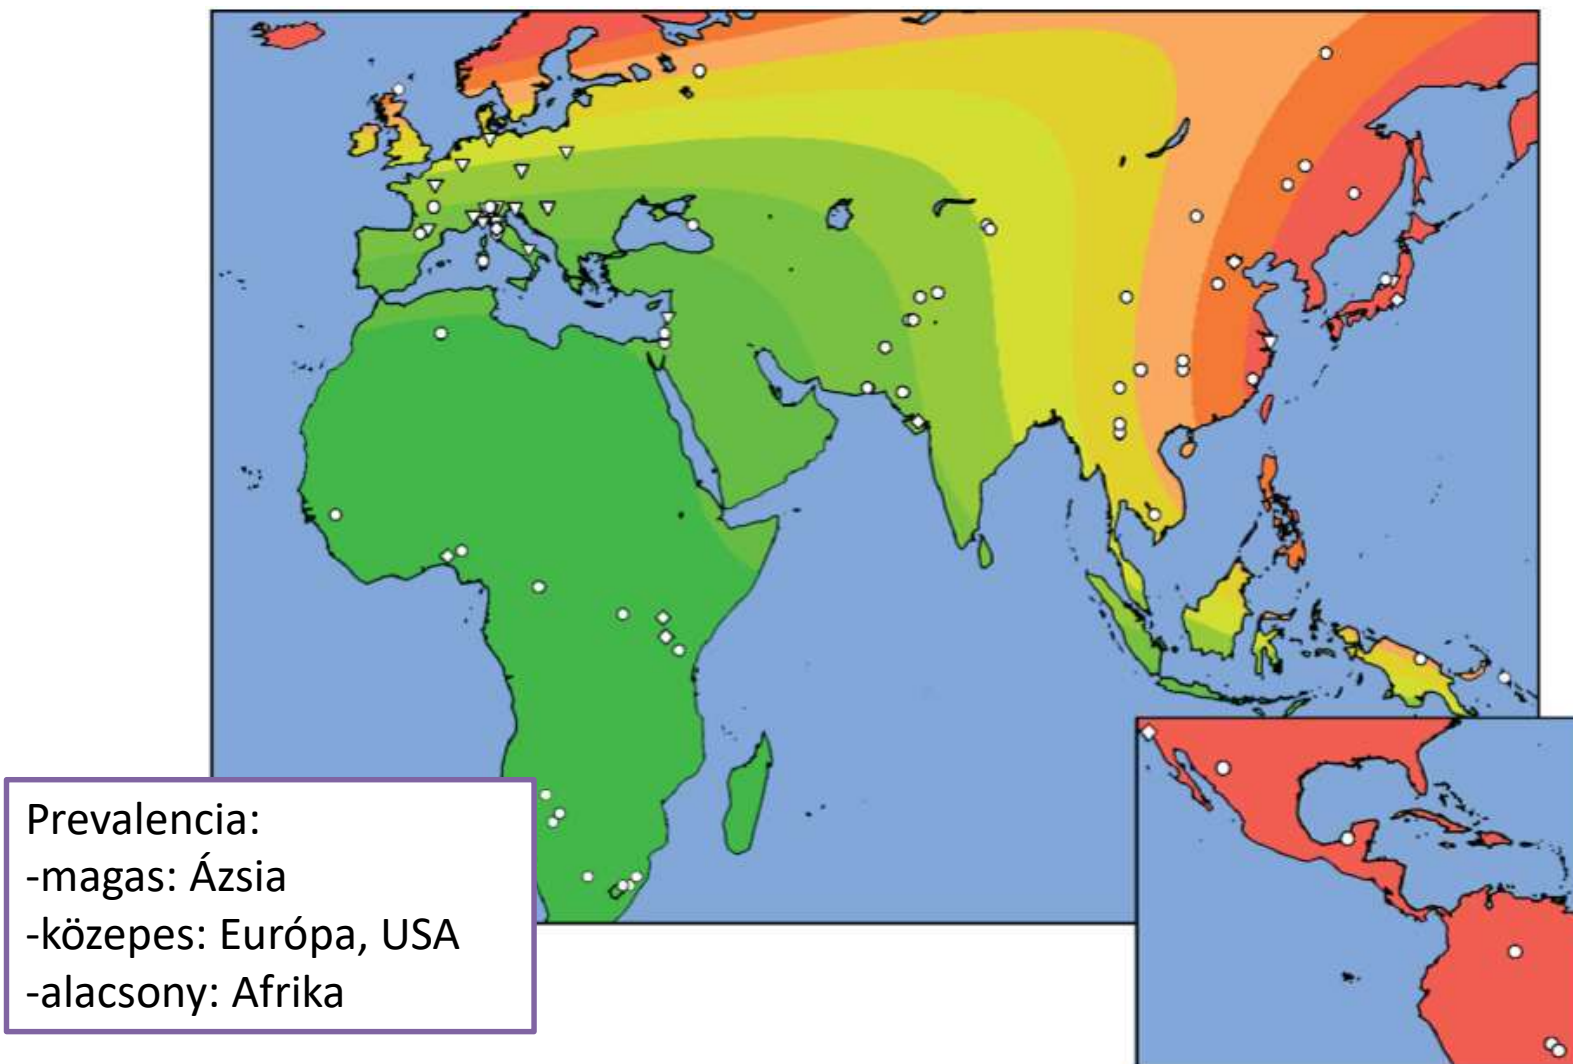 Prevalencia:
-magas: Ázsia
-közepes: Európa, USA
-alacsony: Afrika